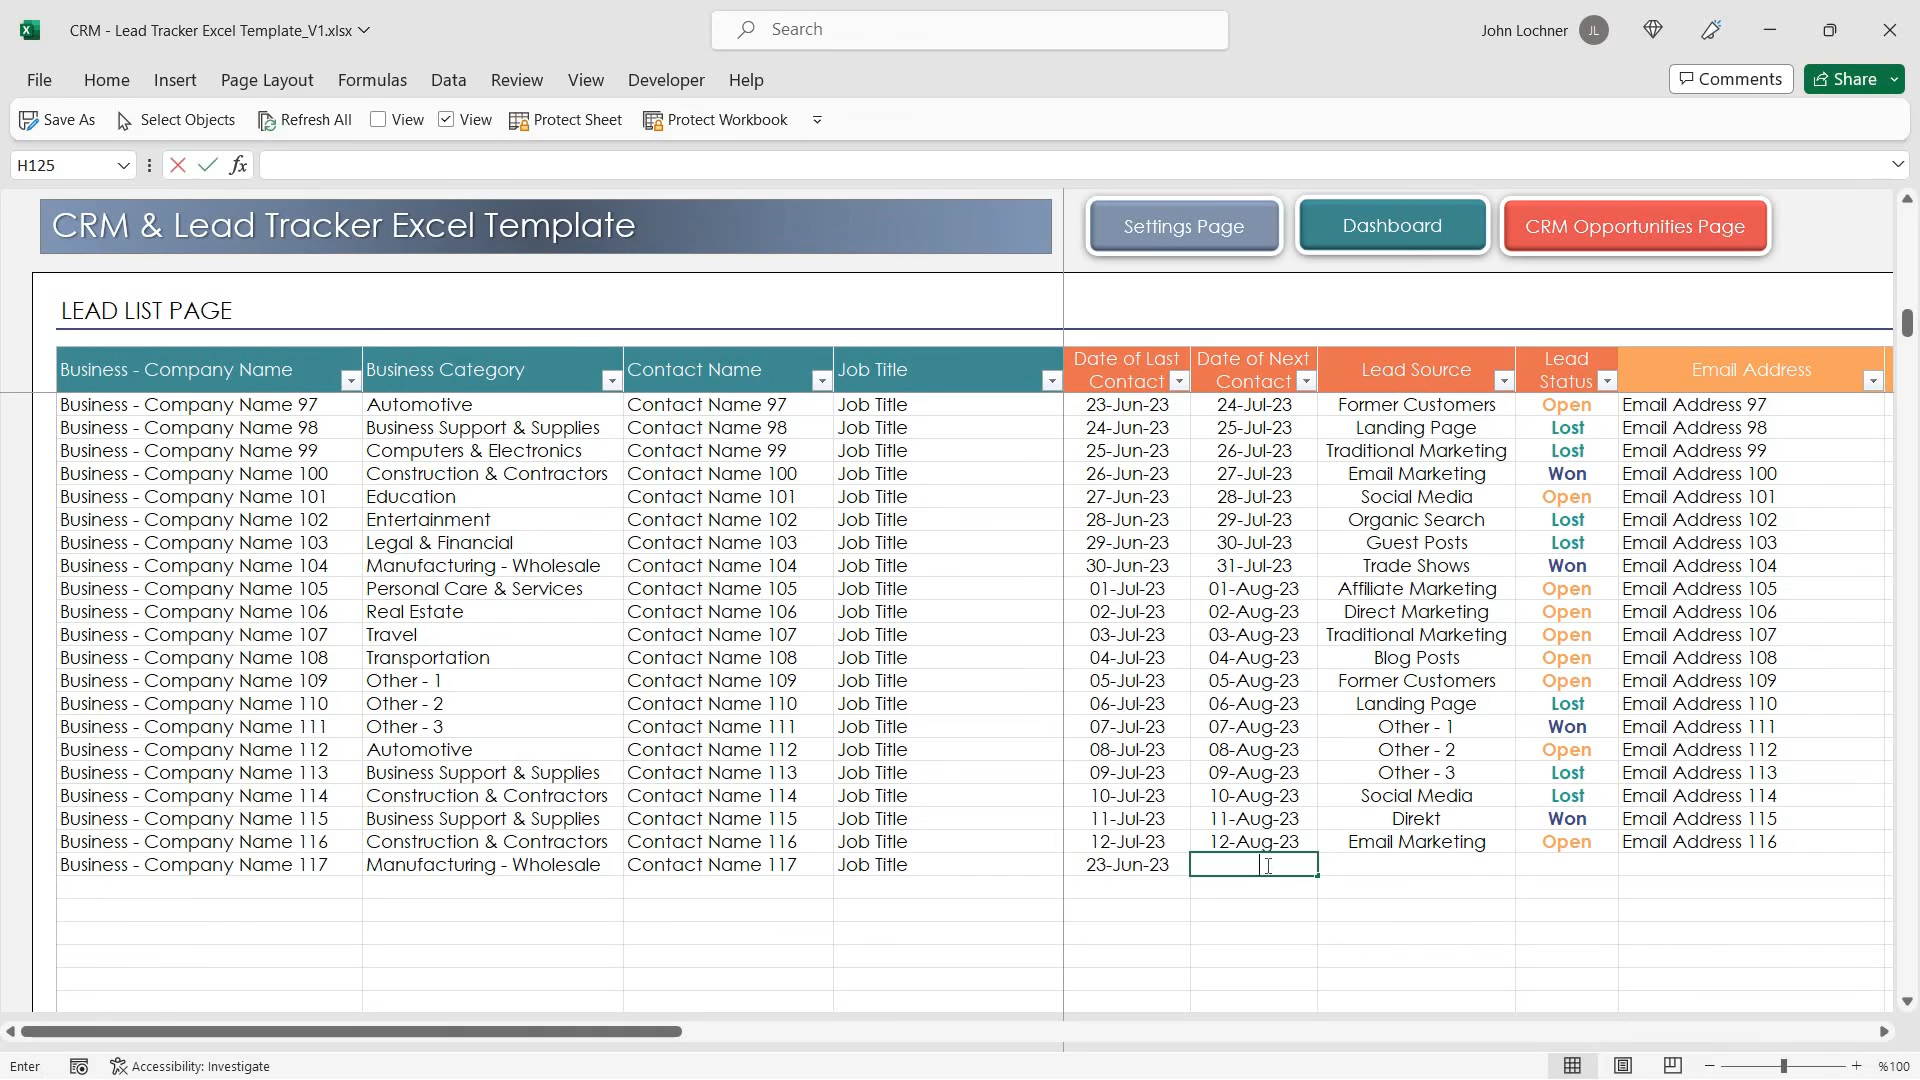 CRM - Lead Tracker Excel Template_V1.xlsx
Search
John Lochner JL
File Home Insert Page Layout Formulas Data Review View Developer Help
Comments Share
Save As Select Objects Refresh All View View Protect Sheet Protect Workbook
H125 fx
CRM & Lead Tracker Excel Template
Settings Page Dashboard CRM Opportunities Page
LEAD LIST PAGE
Business - Company Name Business Category Contact Name Job Title Date of Last Contact Date of Next Contact Lead Source Lead Status Email Address
Business - Company Name 97 Automotive Contact Name 97 Job Title 23-Jun-23 24-Jul-23 Former Customers Open Email Address 97
Business - Company Name 98 Business Support & Supplies Contact Name 98 Job Title 24-Jun-23 25-Jul-23 Landing Page Lost Email Address 98
Business - Company Name 99 Computers & Electronics Contact Name 99 Job Title 25-Jun-23 26-Jul-23 Traditional Marketing Lost Email Address 99
Business - Company Name 100 Construction & Contractors Contact Name 100 Job Title 26-Jun-23 27-Jul-23 Email Marketing Won Email Address 100
Business - Company Name 101 Education Contact Name 101 Job Title 27-Jun-23 28-Jul-23 Social Media Open Email Address 101
Business - Company Name 102 Entertainment Contact Name 102 Job Title 28-Jun-23 29-Jul-23 Organic Search Lost Email Address 102
Business - Company Name 103 Legal & Financial Contact Name 103 Job Title 29-Jun-23 30-Jul-23 Guest Posts Lost Email Address 103
Business - Company Name 104 Manufacturing - Wholesale Contact Name 104 Job Title 30-Jun-23 31-Jul-23 Trade Shows Won Email Address 104
Business - Company Name 105 Personal Care & Services Contact Name 105 Job Title 01-Jul-23 01-Aug-23 Affiliate Marketing Open Email Address 105
Business - Company Name 106 Real Estate Contact Name 106 Job Title 02-Jul-23 02-Aug-23 Direct Marketing Open Email Address 106
Business - Company Name 107 Travel Contact Name 107 Job Title 03-Jul-23 03-Aug-23 Traditional Marketing Open Email Address 107
Business - Company Name 108 Transportation Contact Name 108 Job Title 04-Jul-23 04-Aug-23 Blog Posts Open Email Address 108
Business - Company Name 109 Other - 1 Contact Name 109 Job Title 05-Jul-23 05-Aug-23 Former Customers Open Email Address 109
Business - Company Name 110 Other - 2 Contact Name 110 Job Title 06-Jul-23 06-Aug-23 Landing Page Lost Email Address 110
Business - Company Name 111 Other - 3 Contact Name 111 Job Title 07-Jul-23 07-Aug-23 Other - 1 Won Email Address 111
Business - Company Name 112 Automotive Contact Name 112 Job Title 08-Jul-23 08-Aug-23 Other - 2 Open Email Address 112
Business - Company Name 113 Business Support & Supplies Contact Name 113 Job Title 09-Jul-23 09-Aug-23 Other - 3 Lost Email Address 113
Business - Company Name 114 Construction & Contractors Contact Name 114 Job Title 10-Jul-23 10-Aug-23 Social Media Lost Email Address 114
Business - Company Name 115 Business Support & Supplies Contact Name 115 Job Title 11-Jul-23 11-Aug-23 Direkt Won Email Address 115
Business - Company Name 116 Construction & Contractors Contact Name 116 Job Title 12-Jul-23 12-Aug-23 Email Marketing Open Email Address 116
Business - Company Name 117 Manufacturing - Wholesale Contact Name 117 Job Title 23-Jun-23
Enter Accessibility: Investigate %100